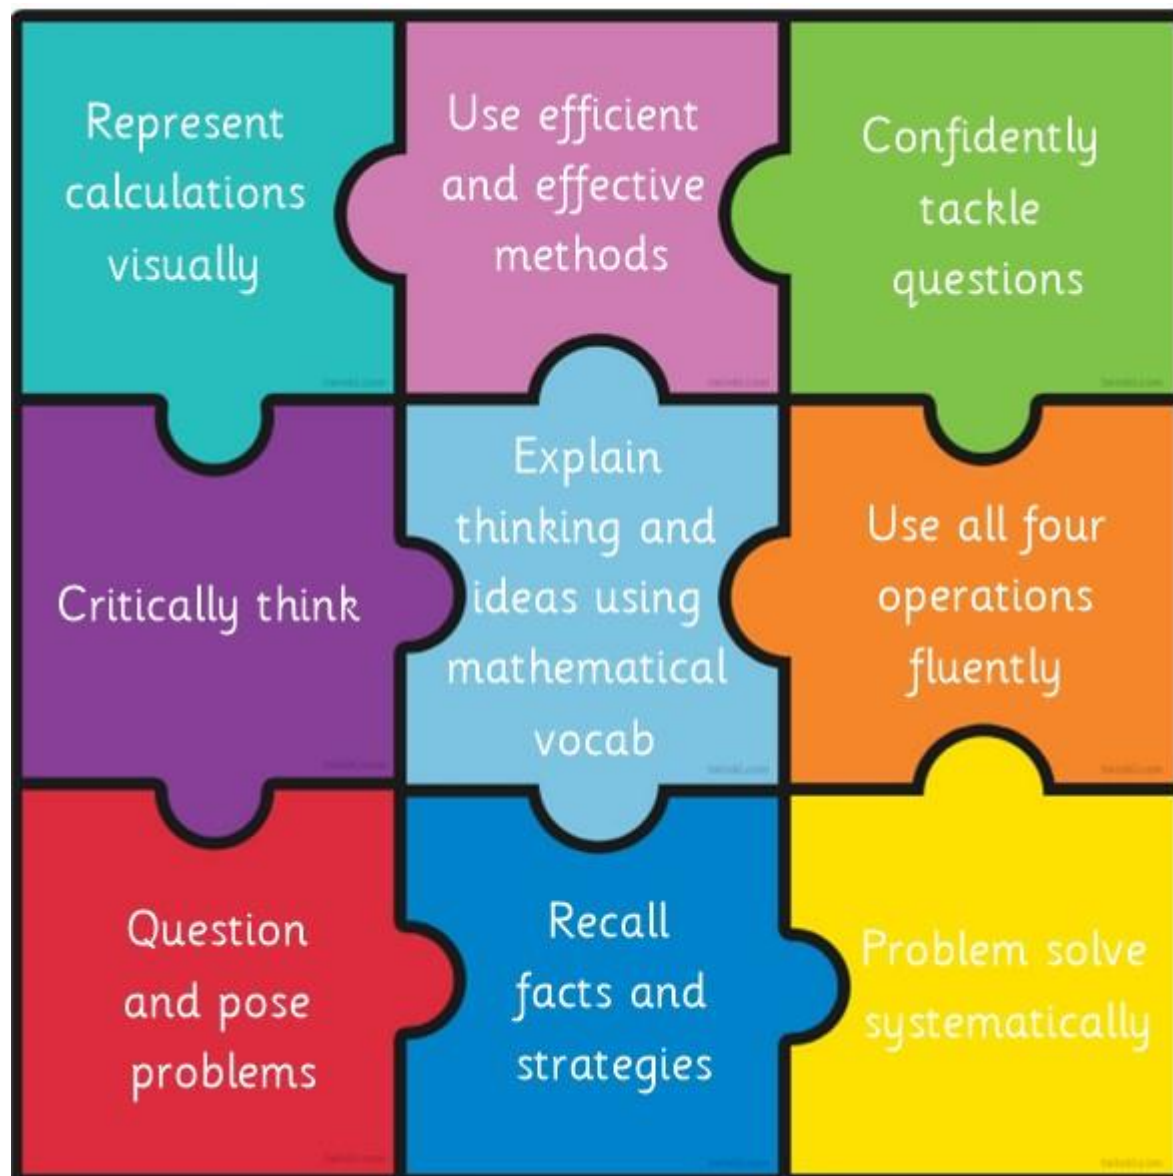 Represent
calculations
visually
Use efficient
and effective
methods
Confidently
tackle
questions
Critically think
Explain
thinking and
ideas using
mathematical
vocab
Use all four
operations
fluently
Question
and pose
problems
Recall
facts and
strategies
Problem solve
systematically